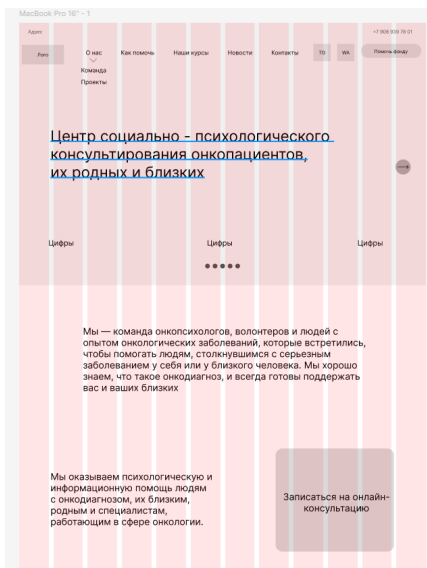 MacBook Pro 16" - 1
Адрес
+7 908 939 78 01
Лого
О нас
Как помочь
Наши курсы
Новости
Контакты
TG
WA
Помочь фонду
Команда
Проекты
Центр социально - психологического
консультирования онкопациентов,
их родных и близких
Цифры
Цифры
Цифры
Мы — команда онкопсихологов, волонтеров и людей с
опытом онкологических заболеваний, которые встретились,
чтобы помогать людям, столкнувшимся с серьезным
заболеванием у себя или у близкого человека. Мы хорошо
знаем, что такое онкодиагноз, и всегда готовы поддержать
вас и ваших близких
Мы оказываем психологическую и
информационную помощь людям
с онкодиагнозом, их близким,
родным и специалистам,
работающим в сфере онкологии.
Записаться на онлайн-
консультацию